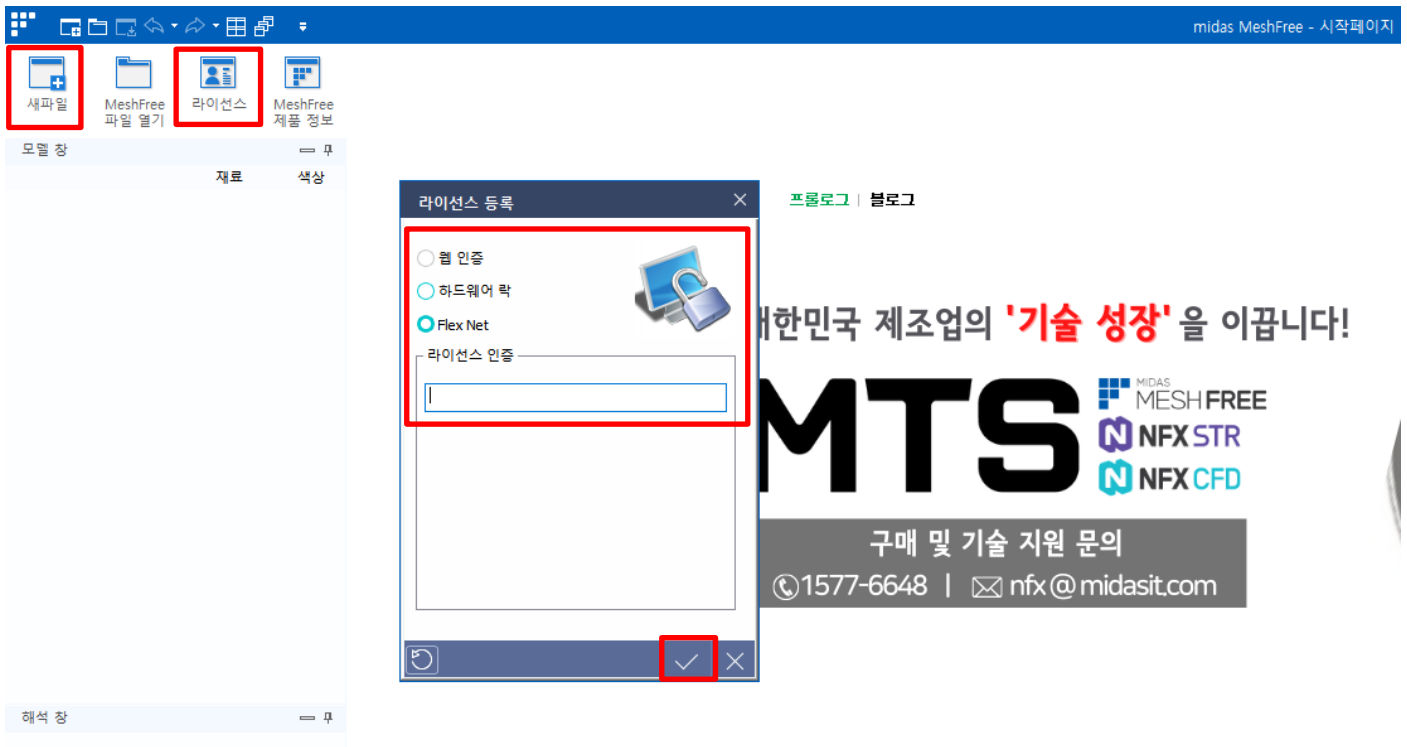 midas MeshFree - 시작페이지
새파일
MeshFree
파일 열기
라이선스
MeshFree
제품 정보
모델 창
재료 색상
라이선스 등록
웹 인증
하드웨어 락
Flex Net
라이선스 인증
프롤로그 | 블로그
대한민국 제조업의 '기술 성장' 을 이끕니다!
MTS
MIDAS
MESHFREE
NFX STR
NFX CFD
구매 및 기술 지원 문의
1577-6648 | nfx@midasit.com
해석 창